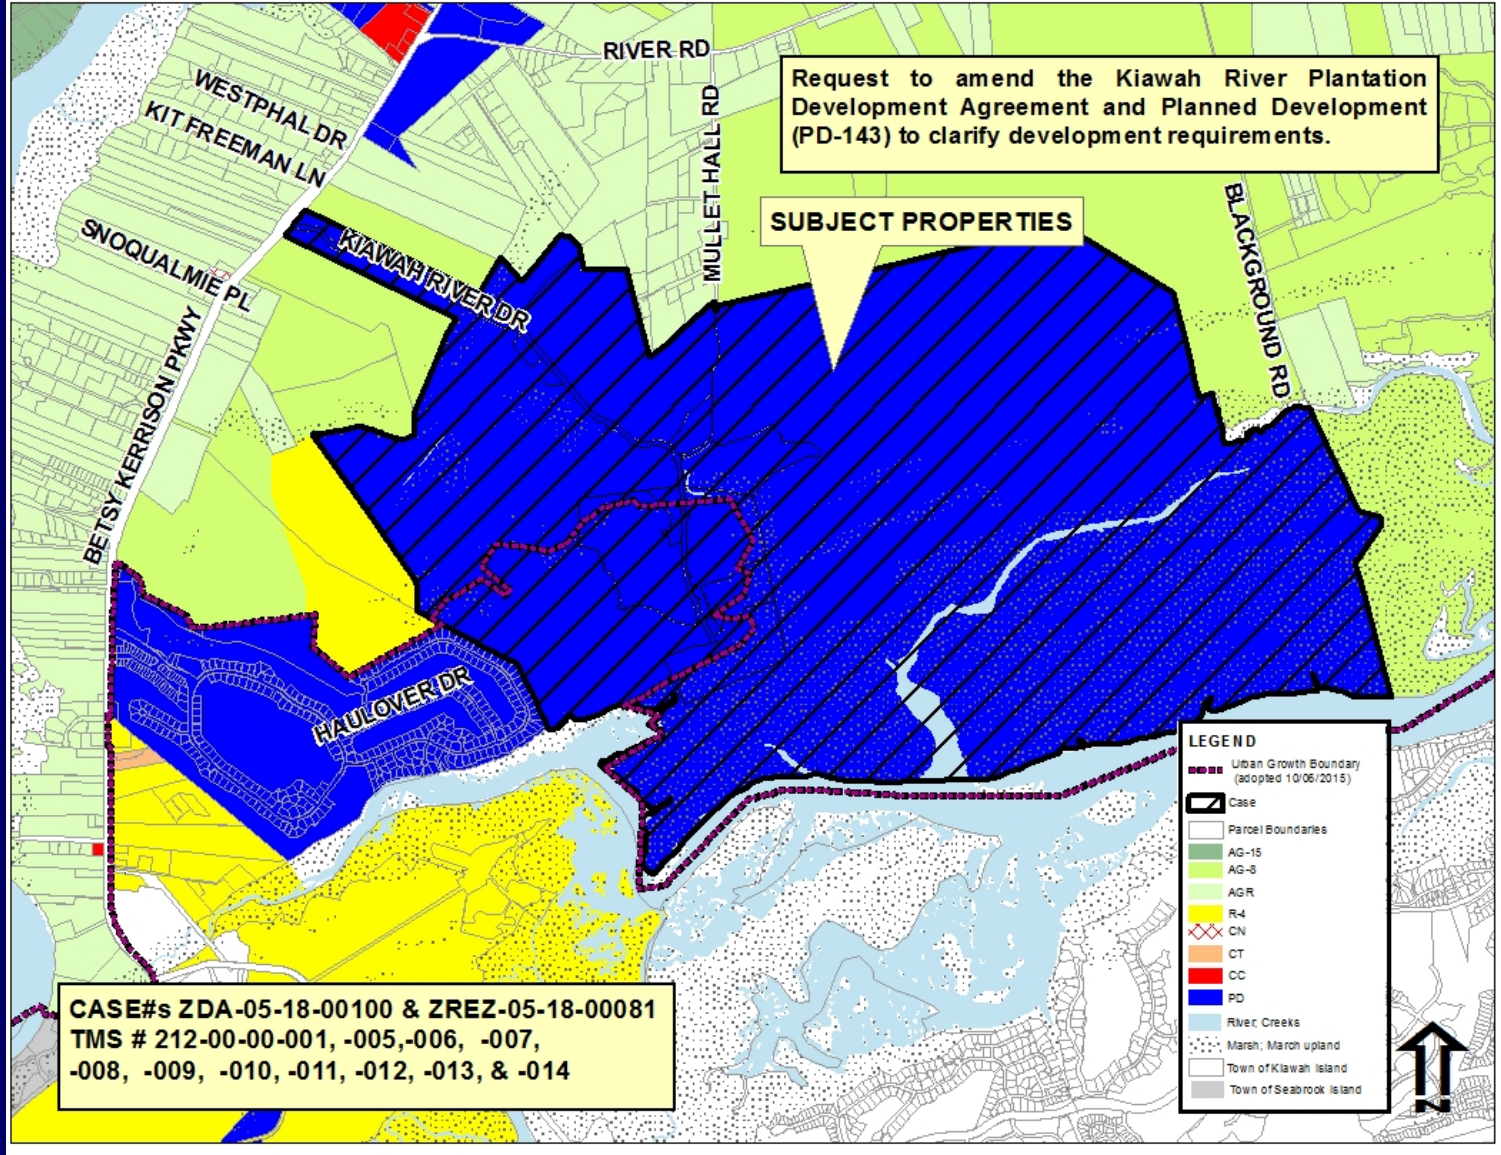 RIVER RD
Request to amend the Kiawah River Plantation
Development Agreement and Planned Development
(PD-143) to clarify development requirements.
WESTPHAL DR
KIT FREEMAN LN
MULLET HALL RD
SUBJECT PROPERTIES
BLACKGROUND RD
SNOQUALMIE PL
KIAWAH RIVER DR
BETSY KERRISON PKWY
HAULOVER DR
LEGEND
Urban Growth Boundary
(adopted 10/06/2015)
Case
Parcel Boundaries
AG-15
AG-8
AGR
R-4
CN
CT
CC
PD
River; Creeks
Marsh; March upland
Town of Kiawah Island
Town of Seabrook Island
CASE#s ZDA-05-18-00100 & ZREZ-05-18-00081
TMS # 212-00-00-001, -005,-006, -007,
-008, -009, -010, -011, -012, -013, & -014
N